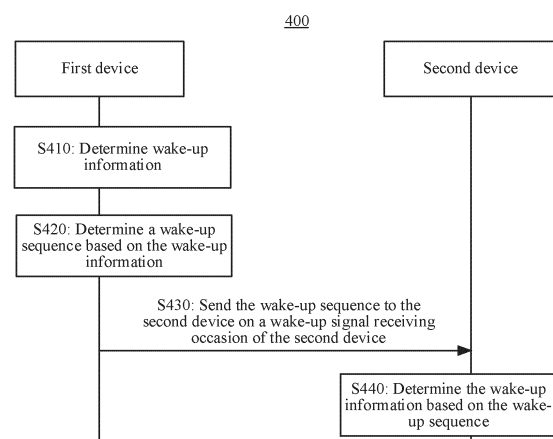 400
First device
Second device
S410: Determine wake-up
information
S420: Determine a wake-up
sequence based on the wake-up
information
S430: Send the wake-up sequence to the
second device on a wake-up signal receiving
occasion of the second device
S440: Determine the wake-up
information based on the wake-
up sequence